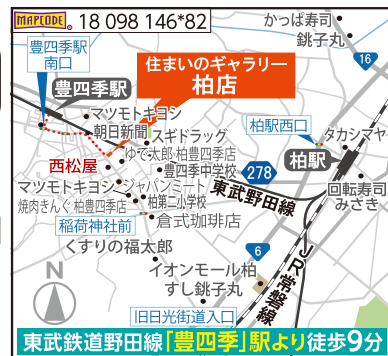 MAPCODE® 18 098 146*82
かっぱ寿司
銚子丸
豊四季駅
南口
16
住まいのギャラリー
柏店
豊四季駅
マツモトキヨシ
朝日新聞
スギドラッグ
柏駅西口
タカシマヤ
ゆで太郎・柏豊四季店
豊四季中学校
西松屋
278
柏駅
マツモトキヨシ
ジャパンミート
東武野田線
回転寿司
みさき
焼肉きんぐ・柏豊四季店
柏第二小学校
稲荷神社前
倉式珈琲店
くすりの福太郎
6
JR常磐線
N
イオンモール柏
すし銚子丸
旧日光街道入口
東武鉄道野田線「豊四季」駅より徒歩9分